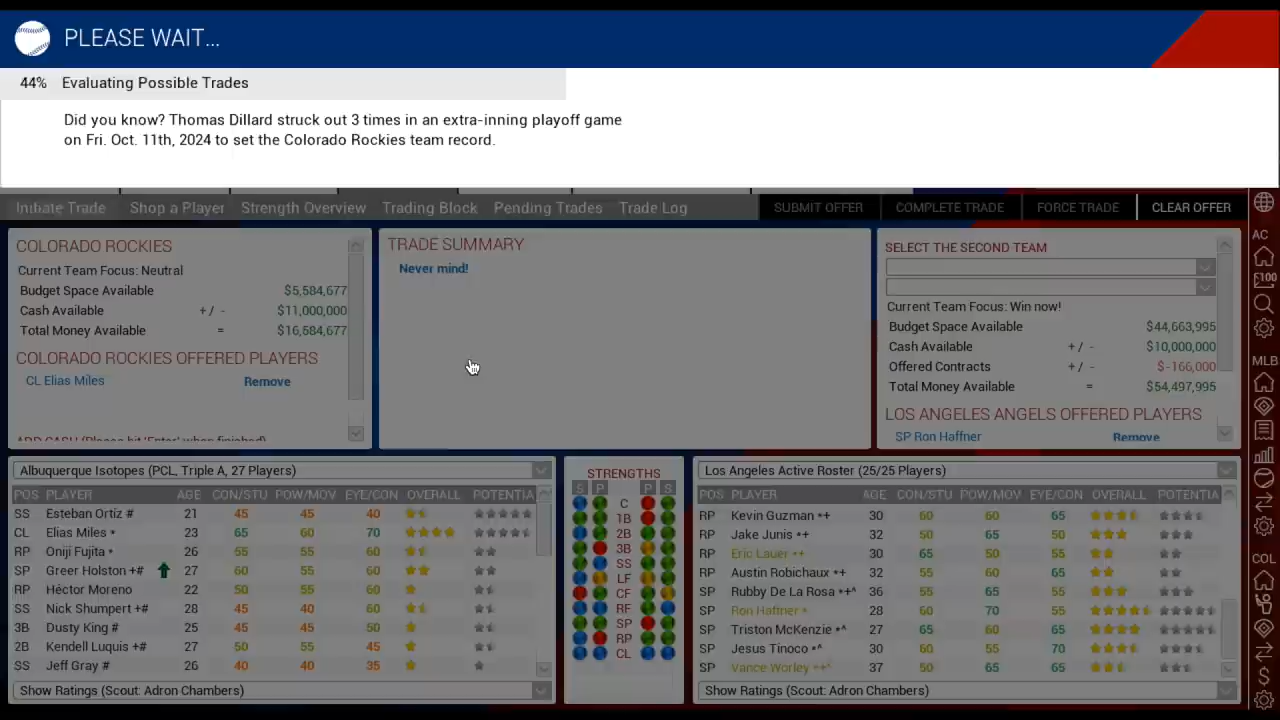 PLEASE WAIT...
44% Evaluating Possible Trades
Did you know? Thomas Dillard struck out 3 times in an extra-inning playoff game
on Fri. Oct. 11th, 2024 to set the Colorado Rockies team record.
Initiate Trade Shop a Player Strength Overview Trading Block Pending Trades Trade Log SUBMIT OFFER COMPLETE TRADE FORCE TRADE CLEAR OFFER
COLORADO ROCKIES
Current Team Focus: Neutral
Budget Space Available $5,584,677
Cash Available + / - $11,000,000
Total Money Available = $16,584,677
COLORADO ROCKIES OFFERED PLAYERS
CL Elias Miles Remove
ADD CASH (Please hit 'Enter' when finished)
TRADE SUMMARY
Never mind!
SELECT THE SECOND TEAM
Current Team Focus: Win now!
Budget Space Available $44,663,995
Cash Available + / - $10,000,000
Offered Contracts + / - $-166,000
Total Money Available = $54,497,995
LOS ANGELES ANGELS OFFERED PLAYERS
SP Ron Haffner Remove
Albuquerque Isotopes (PCL, Triple A, 27 Players)
POS PLAYER AGE CON/STU POW/MOV EYE/CON OVERALL POTENTIA
SS Esteban Ortiz # 21 45 45 40
CL Elias Miles * 23 65 60 70
RP Oniji Fujita * 26 55 55 60
SP Greer Holston +# 27 60 55 60
RP Héctor Moreno 22 50 55 60
SS Nick Shumpert +# 28 45 40 60
3B Dusty King # 25 45 45 50
2B Kendell Luquis +# 27 50 55 45
SS Jeff Gray # 26 40 40 35
Show Ratings (Scout: Adron Chambers)
STRENGTHS
S P P S
C
1B
2B
3B
SS
LF
CF
RF
SP
RP
CL
Los Angeles Active Roster (25/25 Players)
POS PLAYER AGE CON/STU POW/MOV EYE/CON OVERALL POTENTIA
RP Kevin Guzman *+ 30 60 60 65
RP Jake Junis *+ 32 50 65 50
RP Eric Lauer *+ 30 65 50 55
RP Austin Robichaux *+ 32 55 60 55
SP Rubby De La Rosa *+^ 36 55 65 55
SP Ron Haffner * 28 60 70 55
SP Triston McKenzie *^ 27 65 60 65
SP Jesus Tinoco *^ 30 60 55 70
SP Vance Worley *+^ 37 50 65 65
Show Ratings (Scout: Adron Chambers)
AC
100
MLB
COL
$